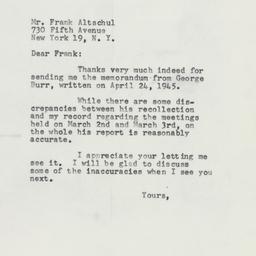 Mr. Frank Altschul
730 Fifth Avenue
New York 19, N. Y.
Dear Frank:
Thanks very much indeed for
sending me the memorandum from George
Burr, written on April 24, 1945.
While there are some dis-
crepancies between his recollection
and my record regarding the meetings
held on March 2nd and March 3rd, on
the whole his report is reasonably
accurate.
I appreciate your letting me
see it. I will be glad to discuss
some of the inaccuracies when I see you
next.
Yours,